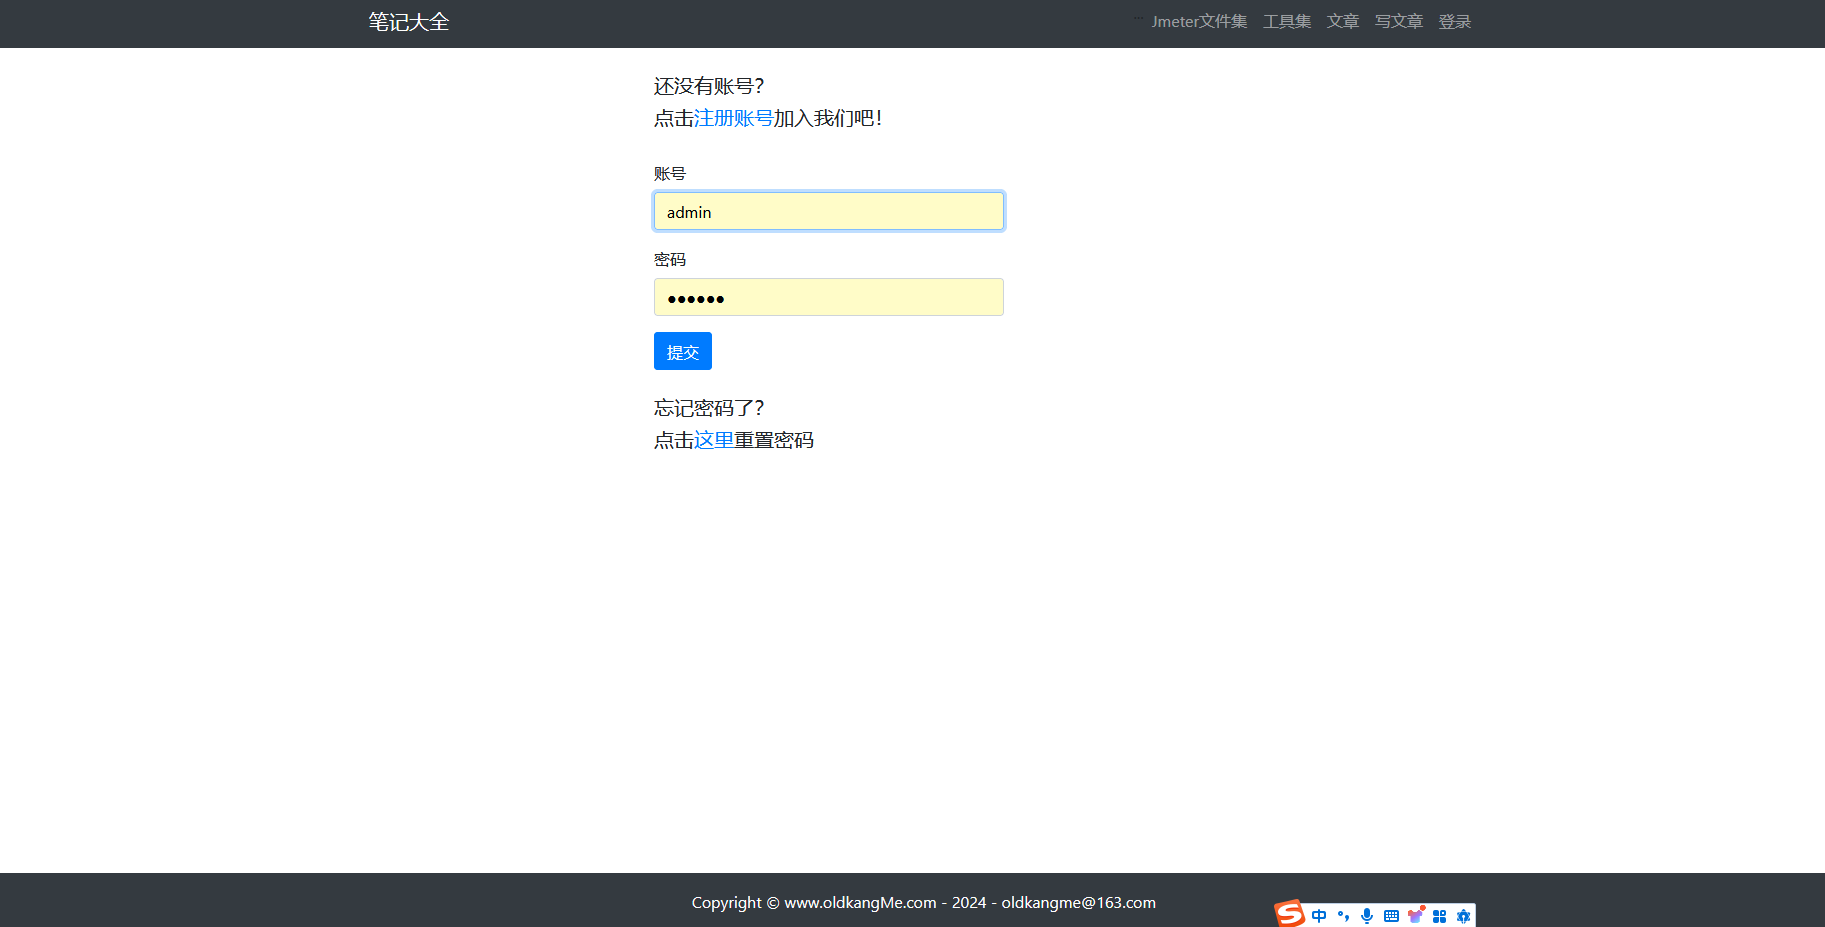 笔记大全
... Jmeter文件集 工具集 文章 写文章 登录
还没有账号?
点击注册账号加入我们吧!
账号
admin
密码
••••••
提交
忘记密码了?
点击这里重置密码
Copyright © www.oldkangMe.com - 2024 - oldkangme@163.com
S 中 °,